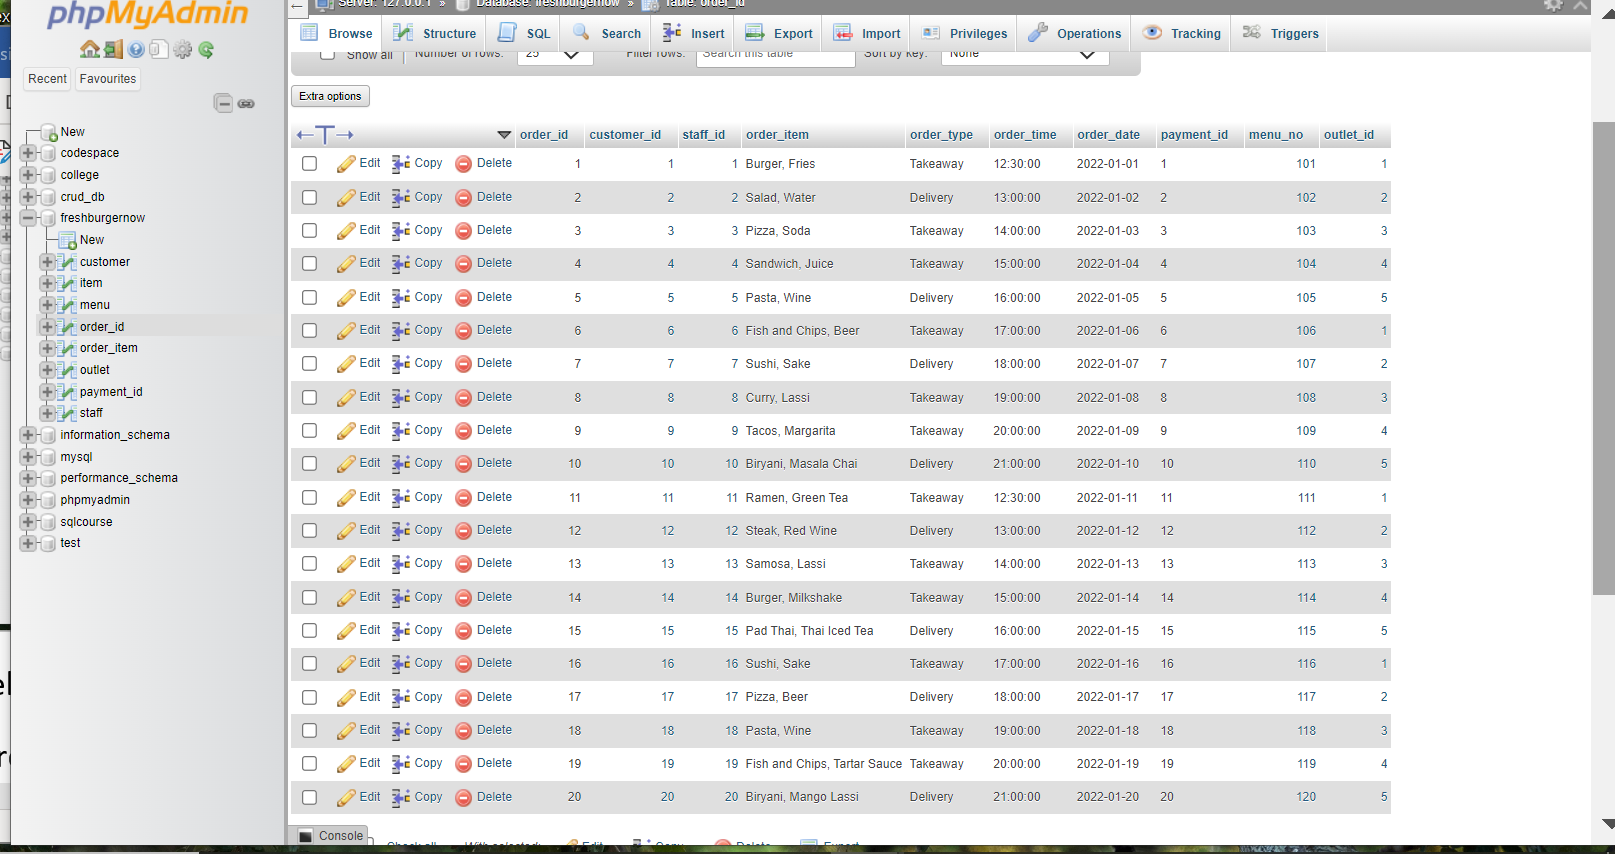 phpMyAdmin
Recent Favourites
New
codespace
college
crud_db
freshburgernow
New
customer
item
menu
order_id
order_item
outlet
payment_id
staff
information_schema
mysql
performance_schema
phpmyadmin
sqlcourse
test
Server: 127.0.0.1 » Database: freshburgernow » Table: order_id
Browse Structure SQL Search Insert Export Import Privileges Operations Tracking Triggers
Show all Number of rows: 25 Filter rows: Search this table Sort by key: None
Extra options
order_id customer_id staff_id order_item order_type order_time order_date payment_id menu_no outlet_id
Edit Copy Delete 1 1 1 Burger, Fries Takeaway 12:30:00 2022-01-01 1 101 1
Edit Copy Delete 2 2 2 Salad, Water Delivery 13:00:00 2022-01-02 2 102 2
Edit Copy Delete 3 3 3 Pizza, Soda Takeaway 14:00:00 2022-01-03 3 103 3
Edit Copy Delete 4 4 4 Sandwich, Juice Takeaway 15:00:00 2022-01-04 4 104 4
Edit Copy Delete 5 5 5 Pasta, Wine Delivery 16:00:00 2022-01-05 5 105 5
Edit Copy Delete 6 6 6 Fish and Chips, Beer Takeaway 17:00:00 2022-01-06 6 106 1
Edit Copy Delete 7 7 7 Sushi, Sake Delivery 18:00:00 2022-01-07 7 107 2
Edit Copy Delete 8 8 8 Curry, Lassi Takeaway 19:00:00 2022-01-08 8 108 3
Edit Copy Delete 9 9 9 Tacos, Margarita Takeaway 20:00:00 2022-01-09 9 109 4
Edit Copy Delete 10 10 10 Biryani, Masala Chai Delivery 21:00:00 2022-01-10 10 110 5
Edit Copy Delete 11 11 11 Ramen, Green Tea Takeaway 12:30:00 2022-01-11 11 111 1
Edit Copy Delete 12 12 12 Steak, Red Wine Delivery 13:00:00 2022-01-12 12 112 2
Edit Copy Delete 13 13 13 Samosa, Lassi Takeaway 14:00:00 2022-01-13 13 113 3
Edit Copy Delete 14 14 14 Burger, Milkshake Takeaway 15:00:00 2022-01-14 14 114 4
Edit Copy Delete 15 15 15 Pad Thai, Thai Iced Tea Delivery 16:00:00 2022-01-15 15 115 5
Edit Copy Delete 16 16 16 Sushi, Sake Takeaway 17:00:00 2022-01-16 16 116 1
Edit Copy Delete 17 17 17 Pizza, Beer Delivery 18:00:00 2022-01-17 17 117 2
Edit Copy Delete 18 18 18 Pasta, Wine Takeaway 19:00:00 2022-01-18 18 118 3
Edit Copy Delete 19 19 19 Fish and Chips, Tartar Sauce Takeaway 20:00:00 2022-01-19 19 119 4
Edit Copy Delete 20 20 20 Biryani, Mango Lassi Delivery 21:00:00 2022-01-20 20 120 5
Console
Check all With selected: Edit Copy Delete Export